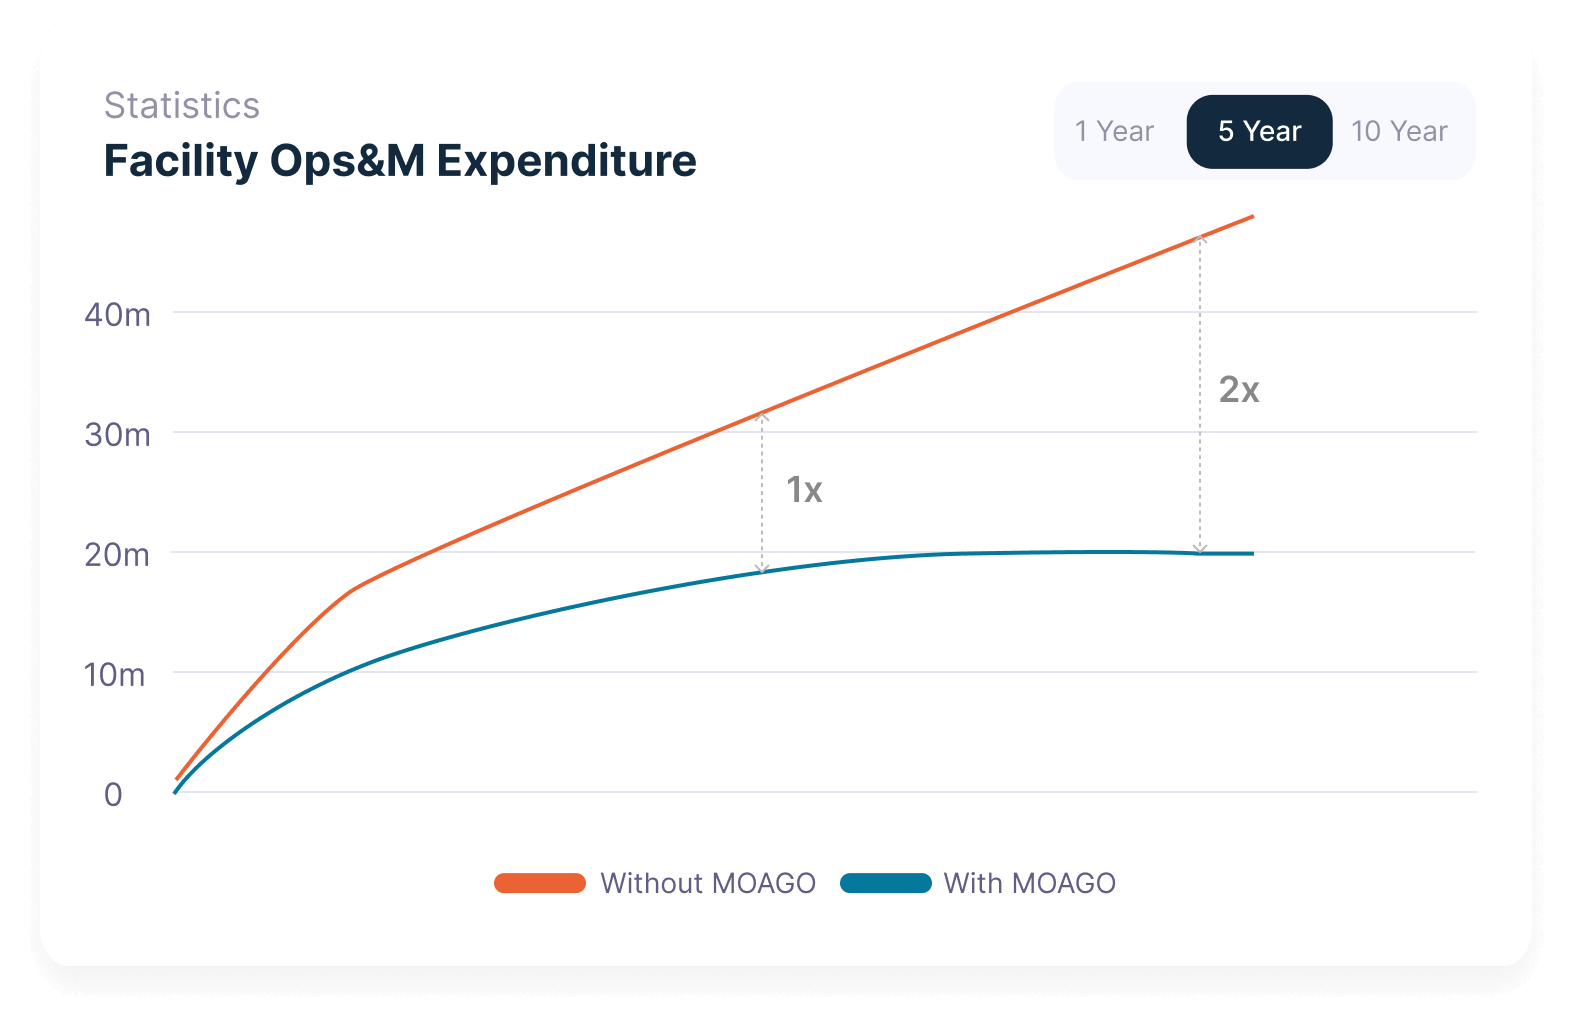 Statistics
Facility Ops&M Expenditure
1 Year 5 Year 10 Year
40m
30m
20m
10m
0
1x
2x
Without MOAGO With MOAGO